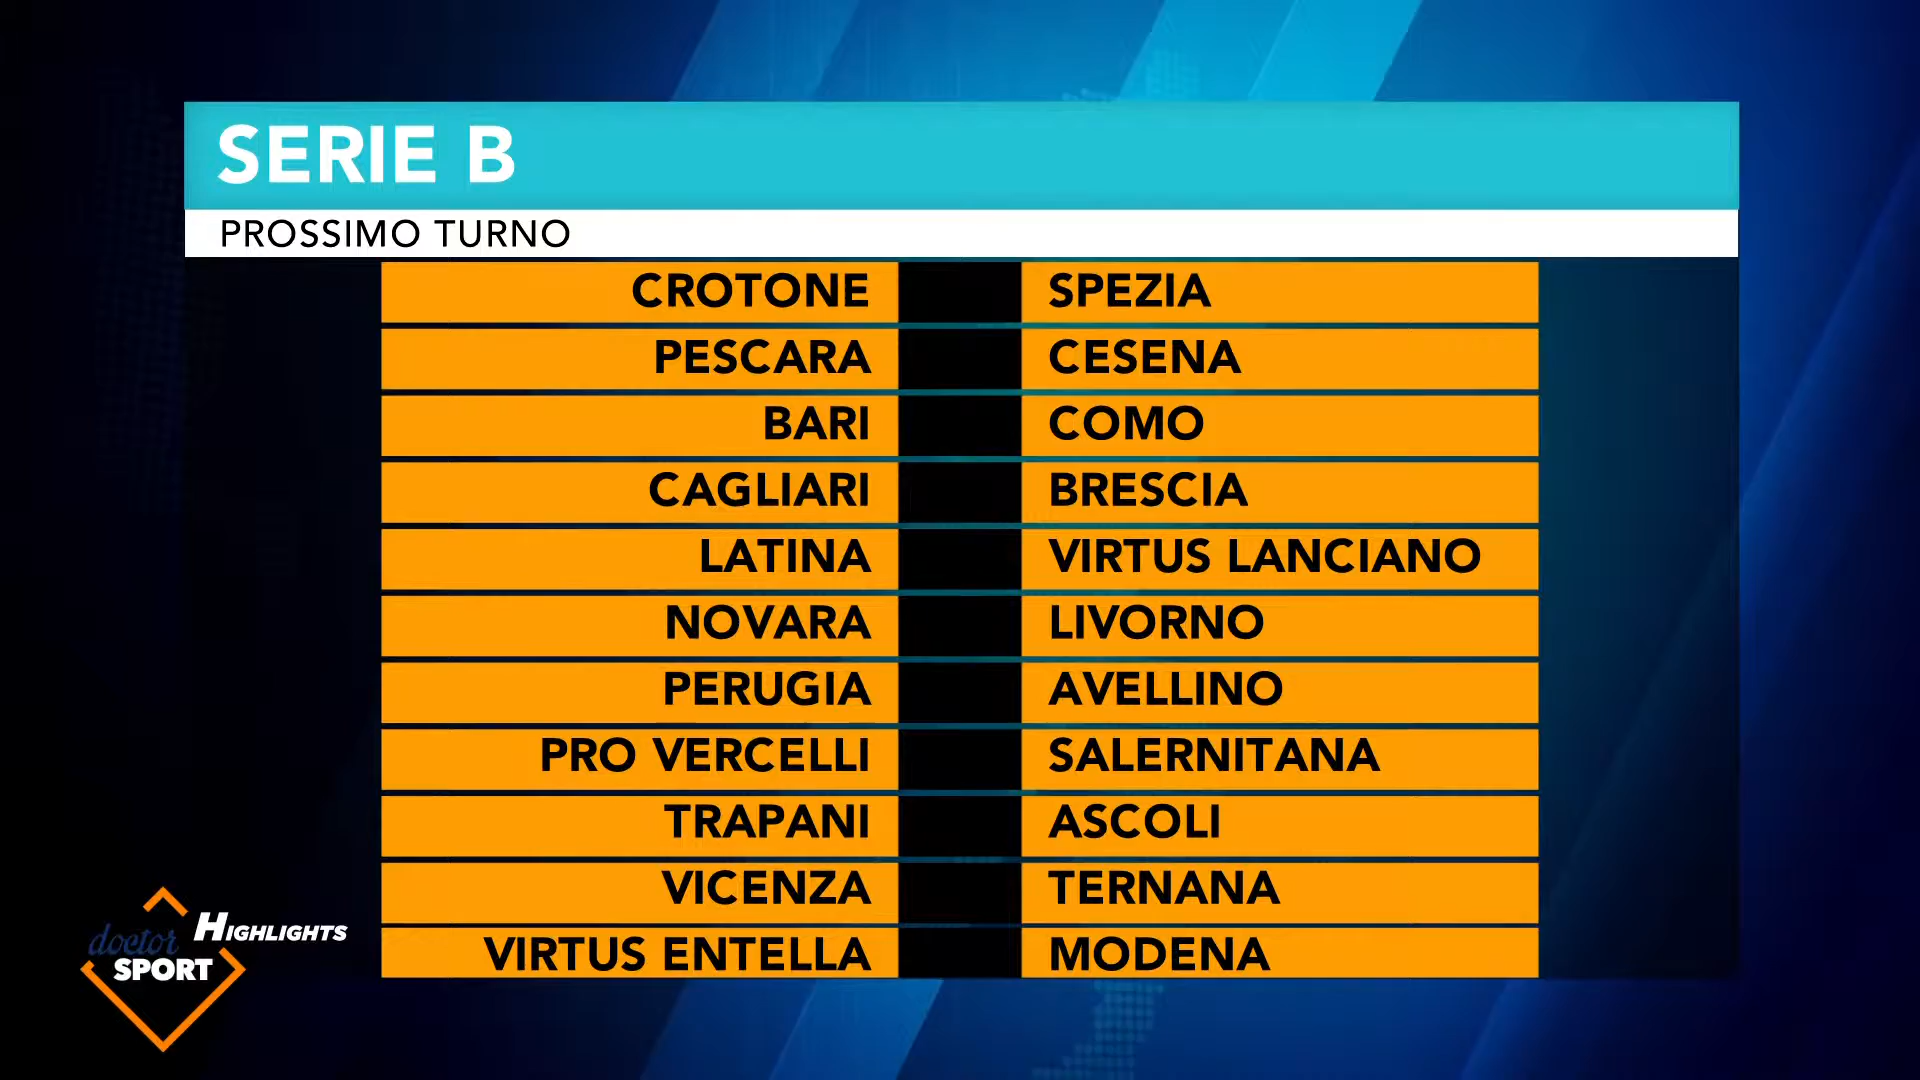 SERIE B
PROSSIMO TURNO
CROTONE SPEZIA
PESCARA CESENA
BARI COMO
CAGLIARI BRESCIA
LATINA VIRTUS LANCIANO
NOVARA LIVORNO
PERUGIA AVELLINO
PRO VERCELLI SALERNITANA
TRAPANI ASCOLI
VICENZA TERNANA
VIRTUS ENTELLA MODENA
doctor HIGHLIGHTS
SPORT